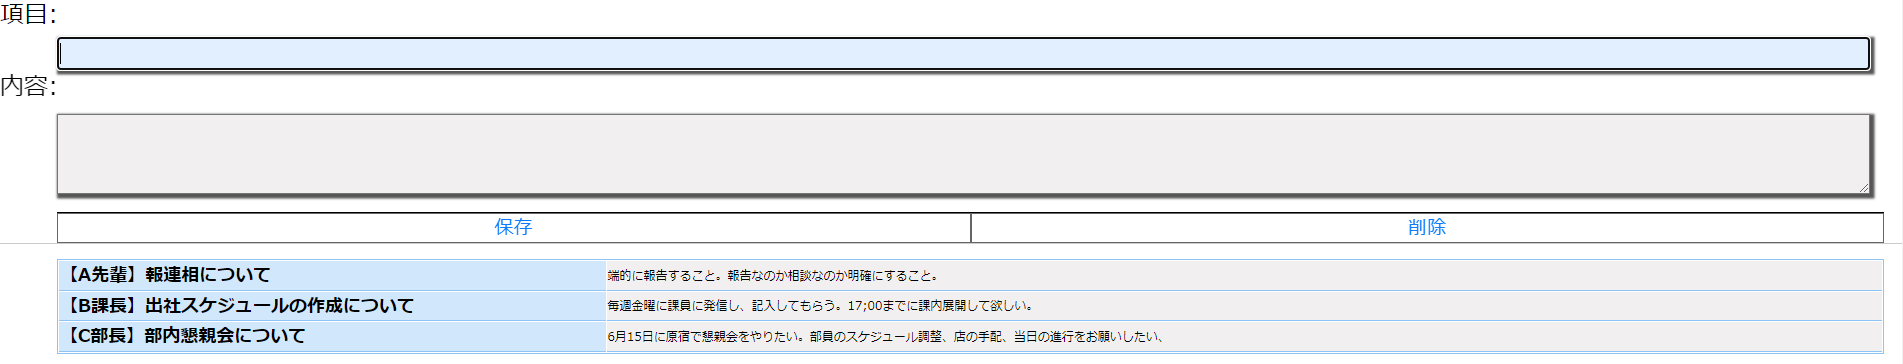 項目:
内容:
保存 削除
【A先輩】報連相について 端的に報告すること。報告なのか相談なのか明確にすること。
【B課長】出社スケジュールの作成について 毎週金曜に課員に発信し、記入してもらう。17;00までに課内展開して欲しい。
【C部長】部内懇親会について 6月15日に原宿で懇親会をやりたい。部員のスケジュール調整、店の手配、当日の進行をお願いしたい、